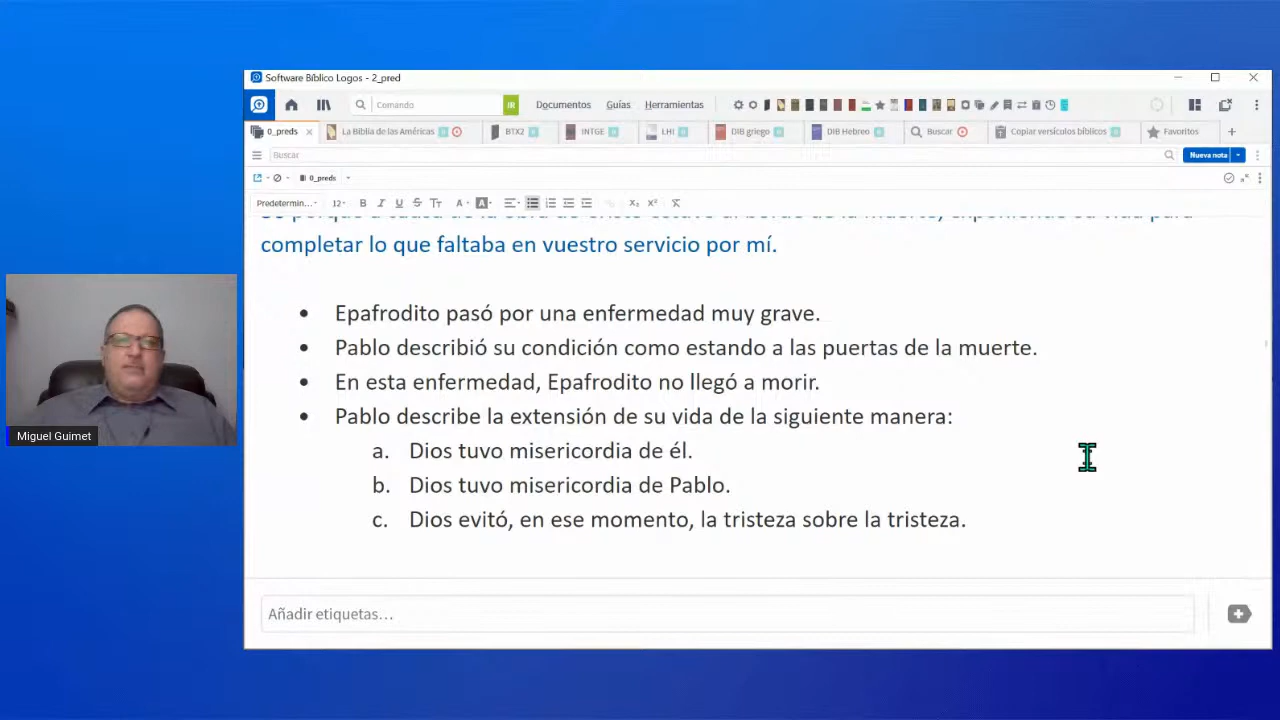 Software Bíblico Logos - 2_pred
Comando
IR
Documentos
Guías
Herramientas
0_preds
La Biblia de las Américas
BTX2
INTGE
LHI
DIB griego
DIB Hebreo
Buscar
Copiar versículos bíblicos
Favoritos
Buscar
Nueva nota
0_preds
Predetermin...
12
completar lo que faltaba en vuestro servicio por mí.
• Epafrodito pasó por una enfermedad muy grave.
• Pablo describió su condición como estando a las puertas de la muerte.
• En esta enfermedad, Epafrodito no llegó a morir.
• Pablo describe la extensión de su vida de la siguiente manera:
a. Dios tuvo misericordia de él.
b. Dios tuvo misericordia de Pablo.
c. Dios evitó, en ese momento, la tristeza sobre la tristeza.
Añadir etiquetas…
Miguel Guimet